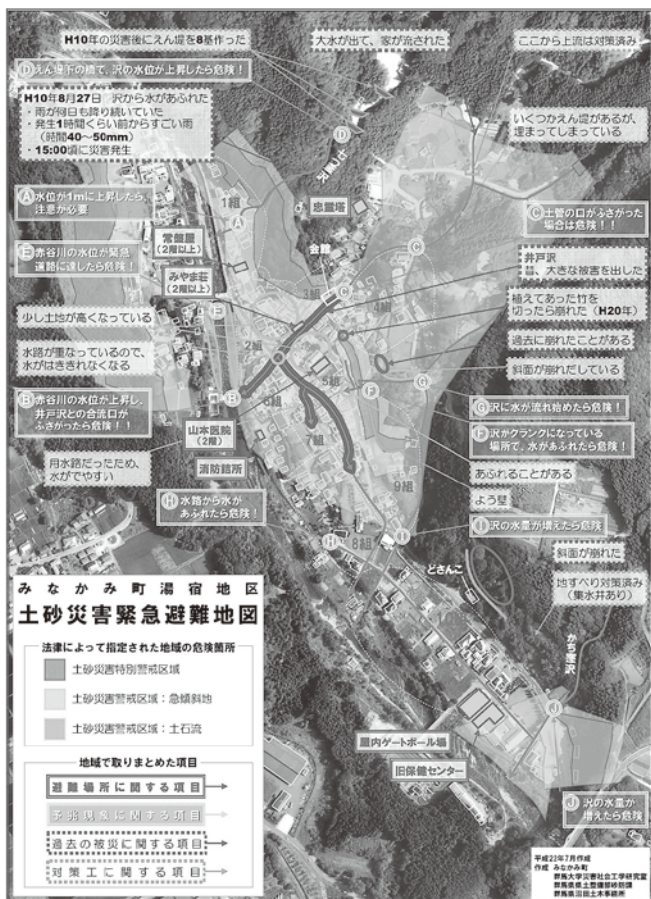 H10年の災害後にえん堤を8基作った
大水が出て、家が流された
ここから上流は対策済み
Dえん堤下の橋で、沢の水位が上昇したら危険！
H10年8月27日　沢から水があふれた
・雨が何日も降り続いていた
・発生1時間くらい前からすごい雨
（時間40〜50mm）
・15:00頃に災害発生
いくつかえん堤があるが、
埋まってしまっている
D
A水位が1mに上昇したら、
注意が必要
1組
A
忠霊塔
C土管の口がふさがった
場合は危険！！
常盤屋
（2階以上）
会館
C
E赤谷川の水位が緊急
道路に達したら危険！
井戸沢
昔、大きな被害を出した
みやま荘
（2階以上）
3組
C
4組
植えてあった竹を
切ったら崩れた（H20年）
少し土地が高くなっている
E
2組
過去に崩れたことがある
水路が重なっているので、
水がはききれなくなる
5組
斜面が崩れだしている
B赤谷川の水位が上昇し、
井戸沢との合流口が
ふさがったら危険！！
B
6組
F
G
G沢に水が流れ始めたら危険！
山本医院
（2階）
7組
F沢がクランクになっている
場所で、水があふれたら危険！
用水路だったため、
水がでやすい
消防詰所
あふれることがある
9組
よう壁
H水路から水が
あふれたら危険！
H
8組
I
I沢の水量が増えたら危険
どさんこ
斜面が崩れた
地すべり対策済み
（集水井あり）
みなかみ町湯宿地区
土砂災害緊急避難地図
法律によって指定された地域の危険箇所
土砂災害特別警戒区域
土砂災害警戒区域：急傾斜地
土砂災害警戒区域：土石流
J
屋内ゲートボール場
旧保健センター
地域で取りまとめた項目
避難場所に関する項目
予兆現象に関する項目
過去の被災に関する項目
対策工に関する項目
J沢の水量が
増えたら危険
平成22年7月作成
作成　みなかみ町
群馬大学災害社会工学研究室
群馬県県土整備部砂防課
群馬県沼田土木事務所